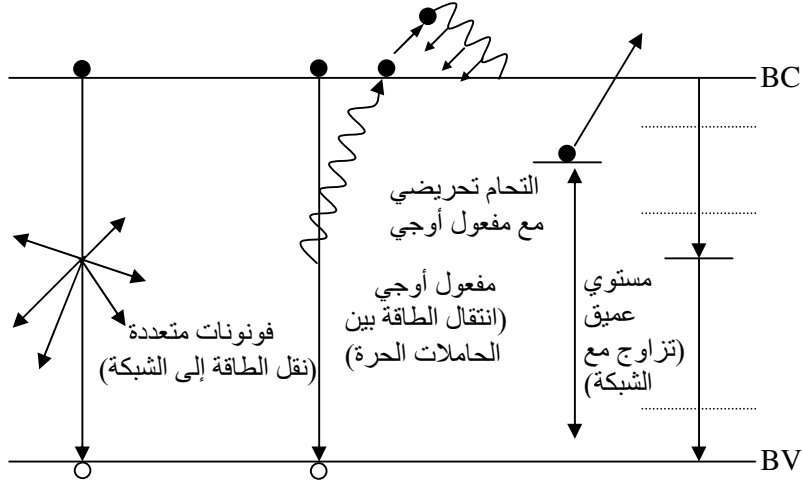 BC
التحام تحريضي
مع مفعول أوجي
مفعول أوجي
(انتقال الطاقة بين
الحاملات الحرة)
مستوي
عميق
(تزاوج مع
الشبكة)
فونونات متعددة
(نقل الطاقة إلى الشبكة)
BV